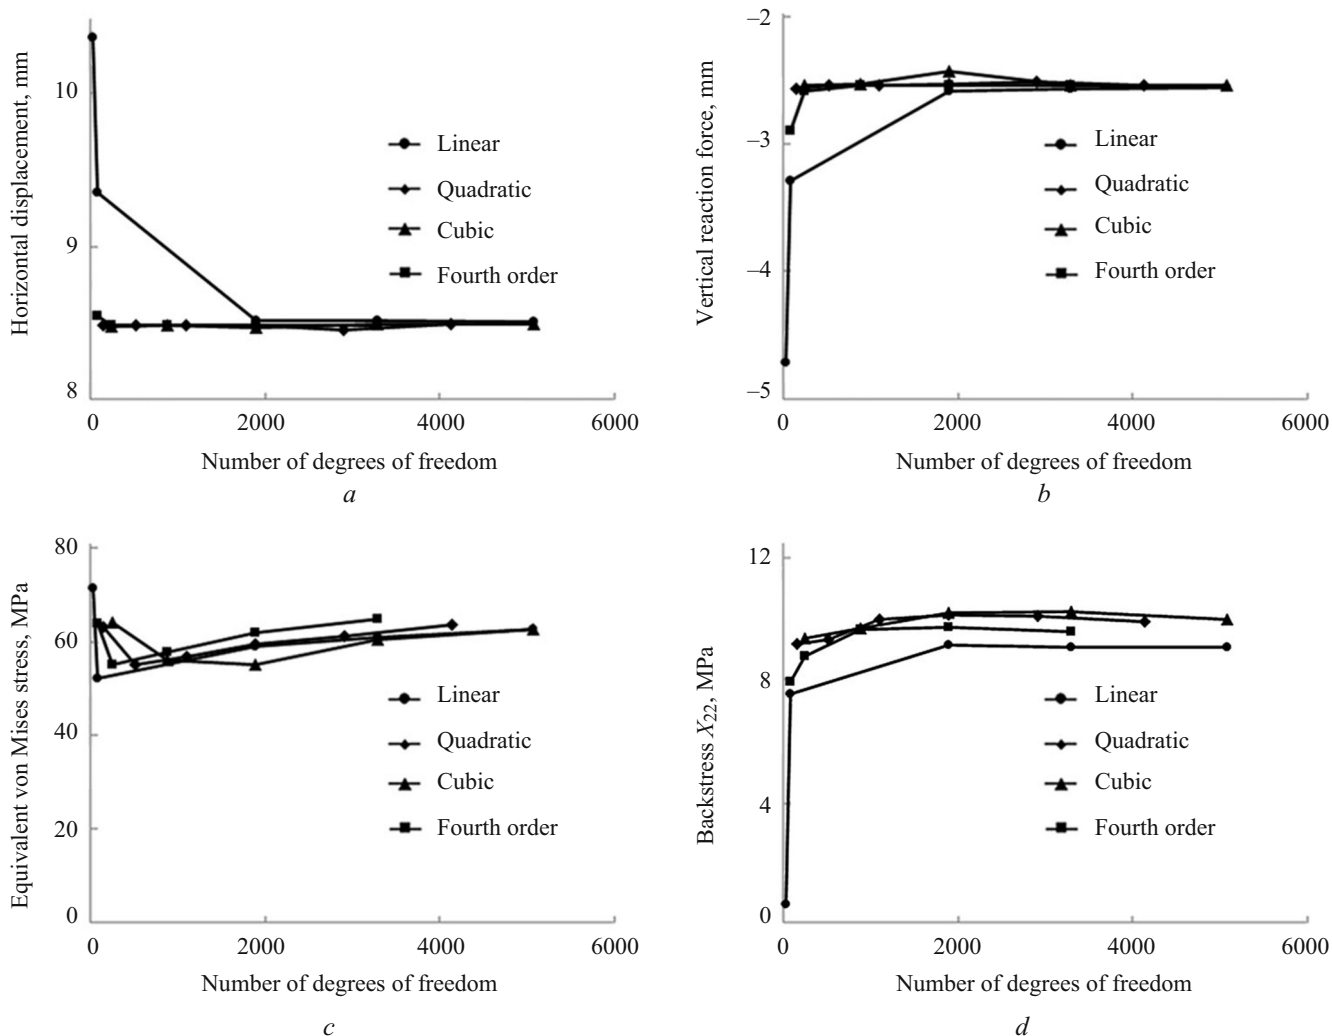 Horizontal displacement, mm
10
9
8
0
2000
4000
6000
Linear
Quadratic
Cubic
Fourth order
Number of degrees of freedom
a
Vertical reaction force, mm
–2
–3
–4
–5
0
2000
4000
6000
Linear
Quadratic
Cubic
Fourth order
Number of degrees of freedom
b
Equivalent von Mises stress, MPa
80
60
40
20
0
0
2000
4000
6000
Linear
Quadratic
Cubic
Fourth order
Number of degrees of freedom
c
Backstress X22, MPa
12
8
4
0
0
2000
4000
6000
Linear
Quadratic
Cubic
Fourth order
Number of degrees of freedom
d